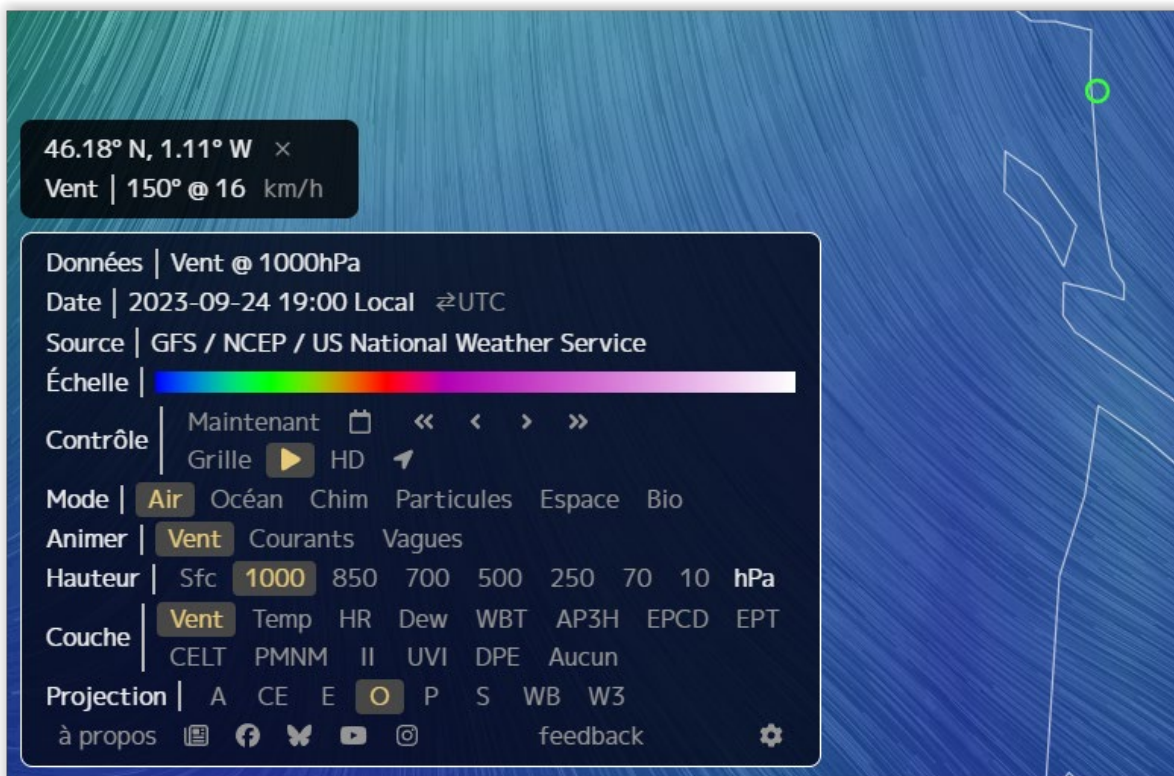 46.18° N, 1.11° W ×
Vent | 150° @ 16 km/h
Données | Vent @ 1000hPa
Date | 2023-09-24 19:00 Local ⇄UTC
Source | GFS / NCEP / US National Weather Service
Échelle |
Contrôle | Maintenant « ‹ › »
Grille HD
Mode | Air Océan Chim Particules Espace Bio
Animer | Vent Courants Vagues
Hauteur | Sfc 1000 850 700 500 250 70 10 hPa
Couche | Vent Temp HR Dew WBT AP3H EPCD EPT
CELT PMNM II UVI DPE Aucun
Projection | A CE E O P S WB W3
à propos feedback